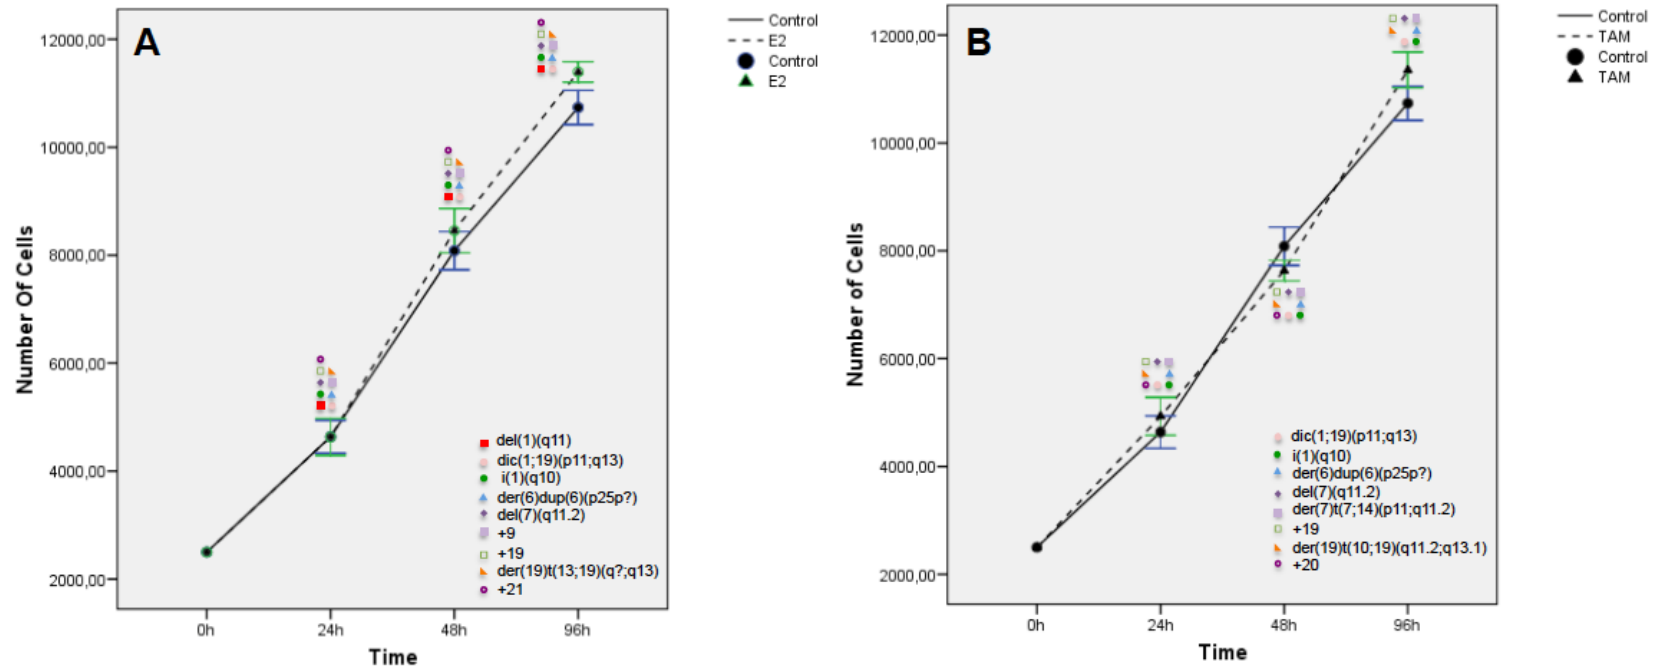 A
Control
E2
Control
E2
12000,00
10000,00
8000,00
6000,00
4000,00
2000,00
Number Of Cells
del(1)(q11)
dic(1;19)(p11;q13)
i(1)(q10)
der(6)dup(6)(p25p?)
del(7)(q11.2)
+9
+19
der(19)t(13;19)(q?;q13)
+21
0h
24h
48h
96h
Time
B
Control
TAM
Control
TAM
12000,00
10000,00
8000,00
6000,00
4000,00
2000,00
Number of Cells
dic(1;19)(p11;q13)
i(1)(q10)
der(6)dup(6)(p25p?)
del(7)(q11.2)
der(7)t(7;14)(p11;q11.2)
+19
der(19)t(10;19)(q11.2;q13.1)
+20
0h
24h
48h
96h
Time